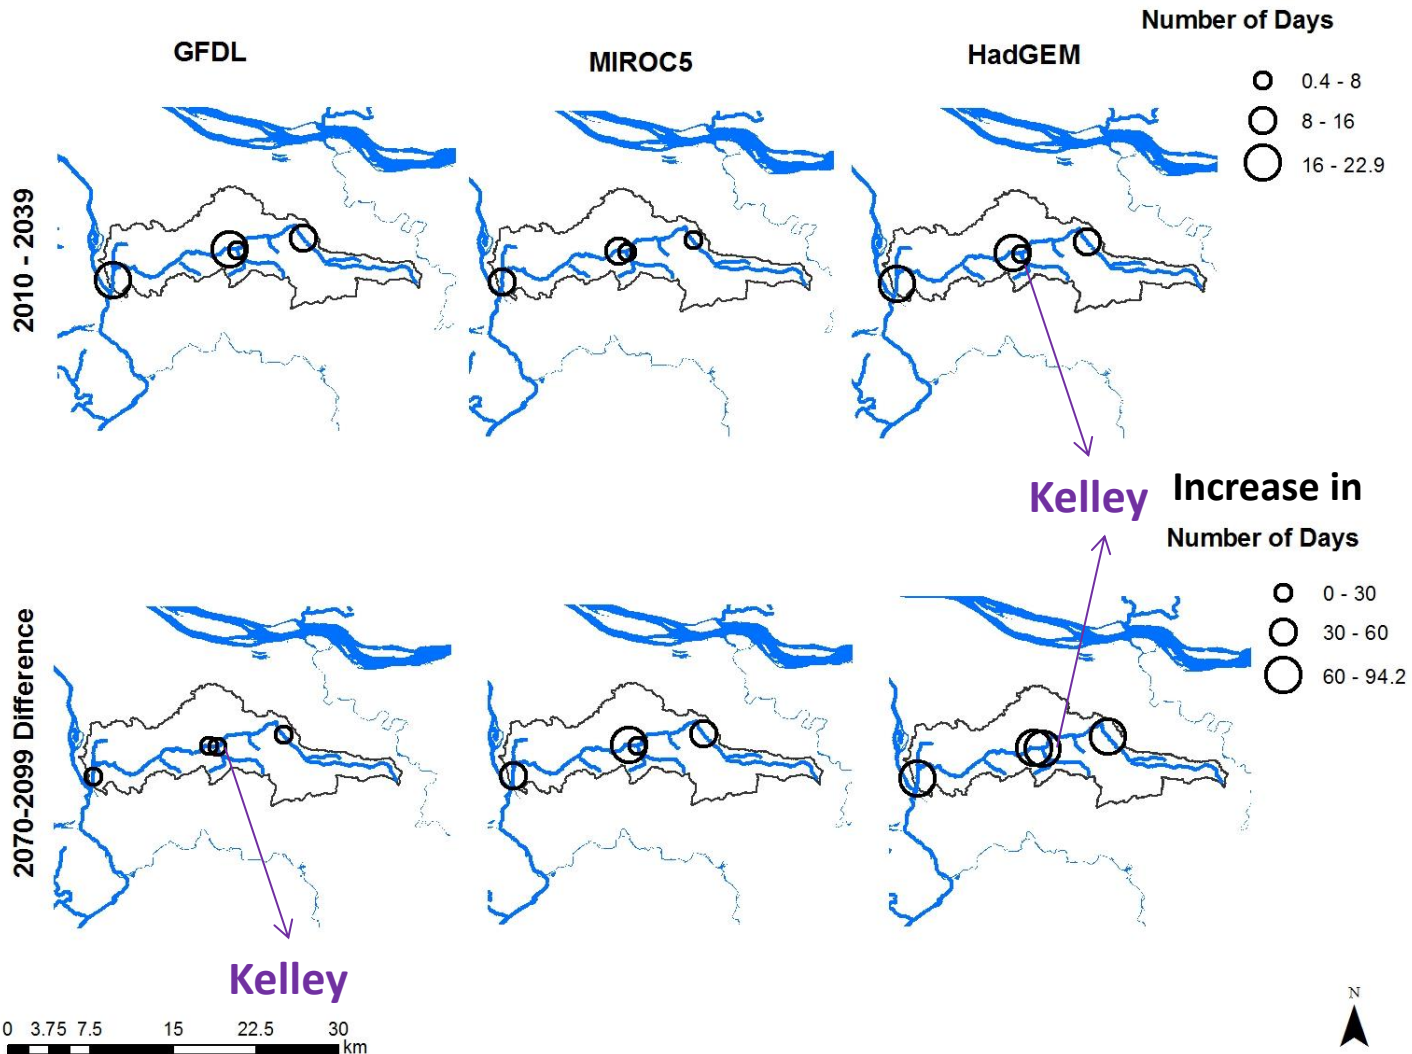 Number of Days
GFDL
MIROC5
HadGEM
0.4 - 8
8 - 16
16 - 22.9
2010 - 2039
Kelley
Increase in
Number of Days
0 - 30
30 - 60
60 - 94.2
2070-2099 Difference
Kelley
N
0 3.75 7.5 15 22.5 30
km